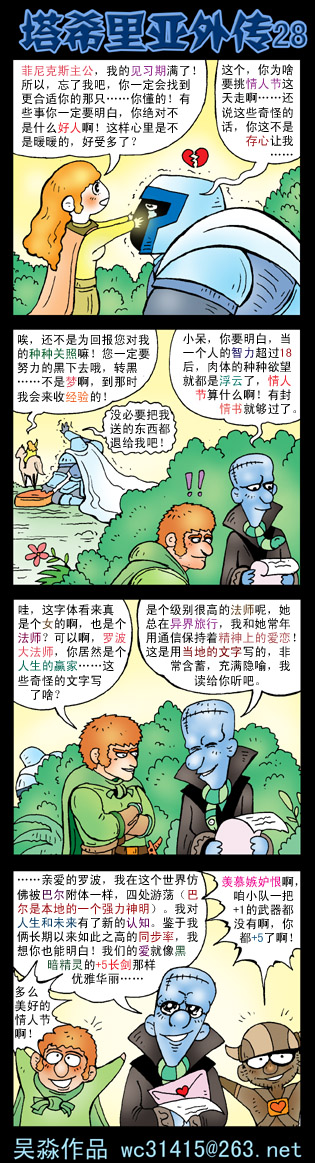 塔希里亚外传28
菲尼克斯主公，我的见习期满了！
所以，忘了我吧，你一定会找到
更合适你的那只……你懂的！有
些事你一定要明白，你绝对不
是什么好人啊！这样心里是不
是暖暖的，好受多了？
这个，你为啥
要挑情人节这
天走啊……还
说这些奇怪的
话，你这不是
存心让我
……
唉，还不是为回报您对我
的种种关照嘛！您一定要
努力的黑下去哦，转黑
……不是梦啊，到那时
我会来收经验的！
没必要把我
送的东西都
退给我吧！
小呆，你要明白，当
一个人的智力超过18
后，肉体的种种欲望
就都是浮云了，情人
节算什么啊！有封
情书就够过了。
!!
哇，这字体看来真
是个女的啊，也是个
法师？可以啊，罗波
大法师，你居然是个
人生的赢家……这
些奇怪的文字写
了啥？
是个级别很高的法师呢，她
总在异界旅行，我和她常年
用通信保持着精神上的爱恋！
这是用当地的文字写的，非
常含蓄，充满隐喻，我
读给你听吧。
……亲爱的罗波，我在这个世界仿
佛被巴尔附体一样，四处游荡（巴
尔是本地的一个强力神明）。我对
人生和未来有了新的认知。鉴于我
俩长期以来如此之高的同步率，我
想你也能明白！我们的爱就像黑
暗精灵的+5长剑那样
优雅华丽……
羡慕嫉妒恨啊，
咱小队一把
+1的武器都
没有啊，你
都+5了啊！
多么
美好的
情人节
啊！
吴淼作品 wc31415@263.net